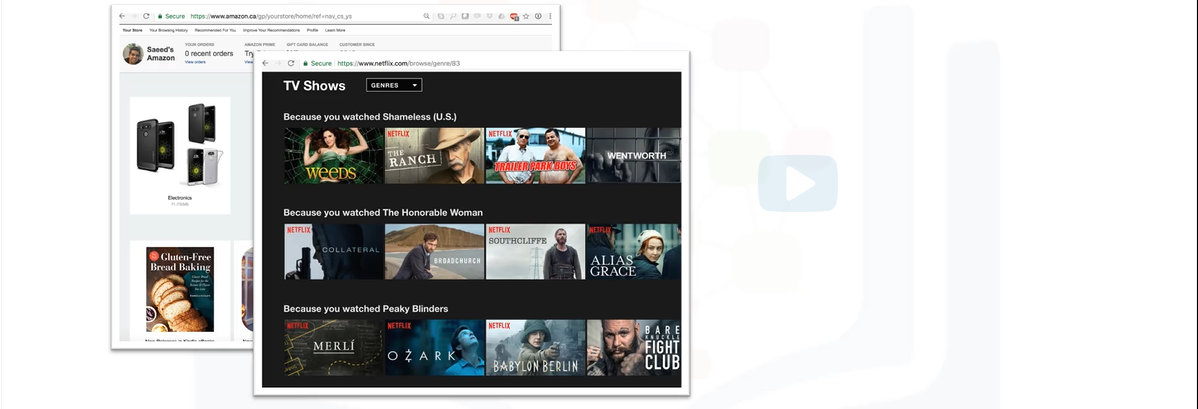 Secure https://www.amazon.ca/gp/yourstore/home/ref=nav_cs_ys
Your Store Your Browsing History Recommended For You Improve Your Recommendations Profile Learn More
Saeed's
Amazon
YOUR ORDERS
0 recent orders
View orders
AMAZON PRIME
GIFT CARD BALANCE
CUSTOMER SINCE
Electronics
Gluten-Free
Bread Baking
Secure https://www.netflix.com/browse/genre/83
TV Shows
GENRES
Because you watched Shameless (U.S.)
NETFLIX
WEEDS
NETFLIX
THE
RANCH
NETFLIX
TRAILER PARK BOYS
WENTWORTH
Because you watched The Honorable Woman
NETFLIX
COLLATERAL
BROADCHURCH
NETFLIX
SOUTHCLIFFE
NETFLIX
ALIAS
GRACE
Because you watched Peaky Blinders
NETFLIX
MERLÍ
NETFLIX
OZARK
NETFLIX
BABYLON BERLIN
BARE
KNUCKLE
FIGHT
CLUB